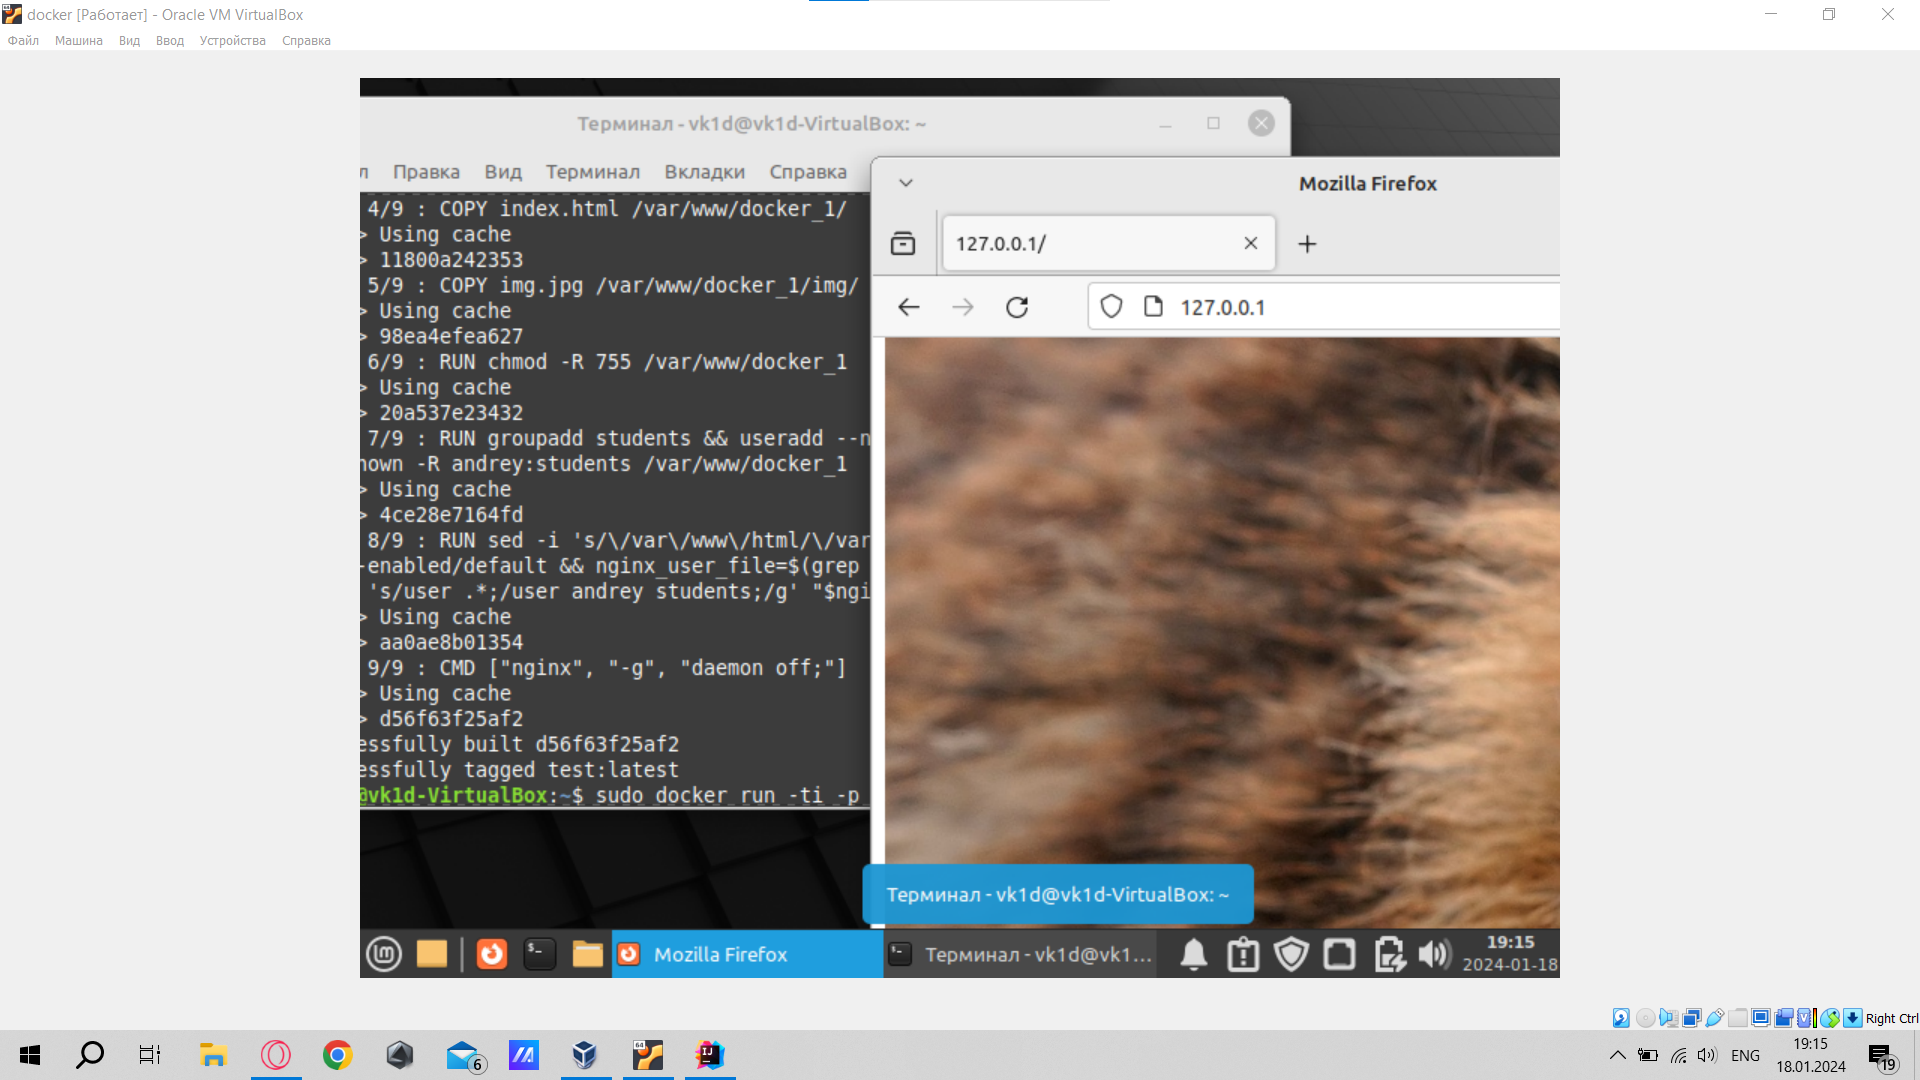 docker [Работает] - Oracle VM VirtualBox
Файл Машина Вид Ввод Устройства Справка
Терминал - vk1d@vk1d-VirtualBox: ~
л Правка Вид Терминал Вкладки Справка
4/9 : COPY index.html /var/www/docker_1/
> Using cache
> 11800a242353
5/9 : COPY img.jpg /var/www/docker_1/img/
> Using cache
> 98ea4efea627
6/9 : RUN chmod -R 755 /var/www/docker_1
> Using cache
> 20a537e23432
7/9 : RUN groupadd students && useradd --n
hown -R andrey:students /var/www/docker_1
> Using cache
> 4ce28e7164fd
8/9 : RUN sed -i 's/\/var\/www\/html/\/var
-enabled/default && nginx_user_file=$(grep
's/user .*;/user andrey students;/g' "$ngi
> Using cache
> aa0ae8b01354
9/9 : CMD ["nginx", "-g", "daemon off;"]
> Using cache
> d56f63f25af2
essfully built d56f63f25af2
essfully tagged test:latest
@vk1d-VirtualBox:~$ sudo docker run -ti -p
Mozilla Firefox
127.0.0.1/
127.0.0.1
Терминал - vk1d@vk1d-VirtualBox: ~
Mozilla Firefox
Терминал - vk1d@vk1...
19:15
2024-01-18
Right Ctrl
6
64
IJ
ENG
19:15
18.01.2024
19